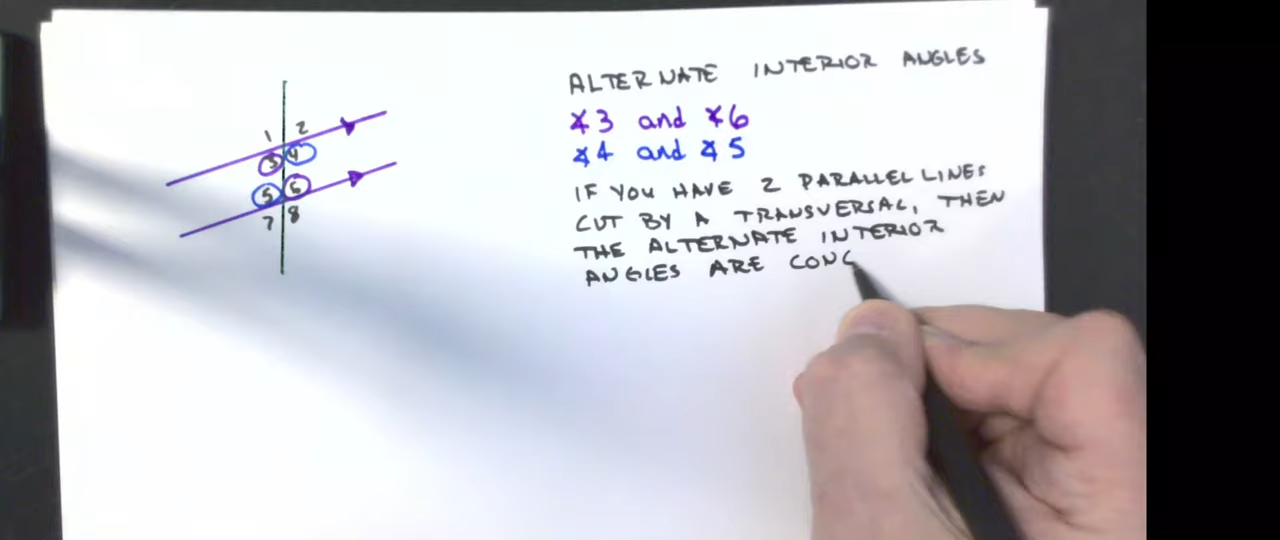 ALTERNATE INTERIOR ANGLES
∡3 and ∡6
∡4 and ∡5
IF YOU HAVE 2 PARALLEL LINES
CUT BY A TRANSVERSAL, THEN
THE ALTERNATE INTERIOR
ANGLES ARE CONG
1 2
3 4
5 6
7 8